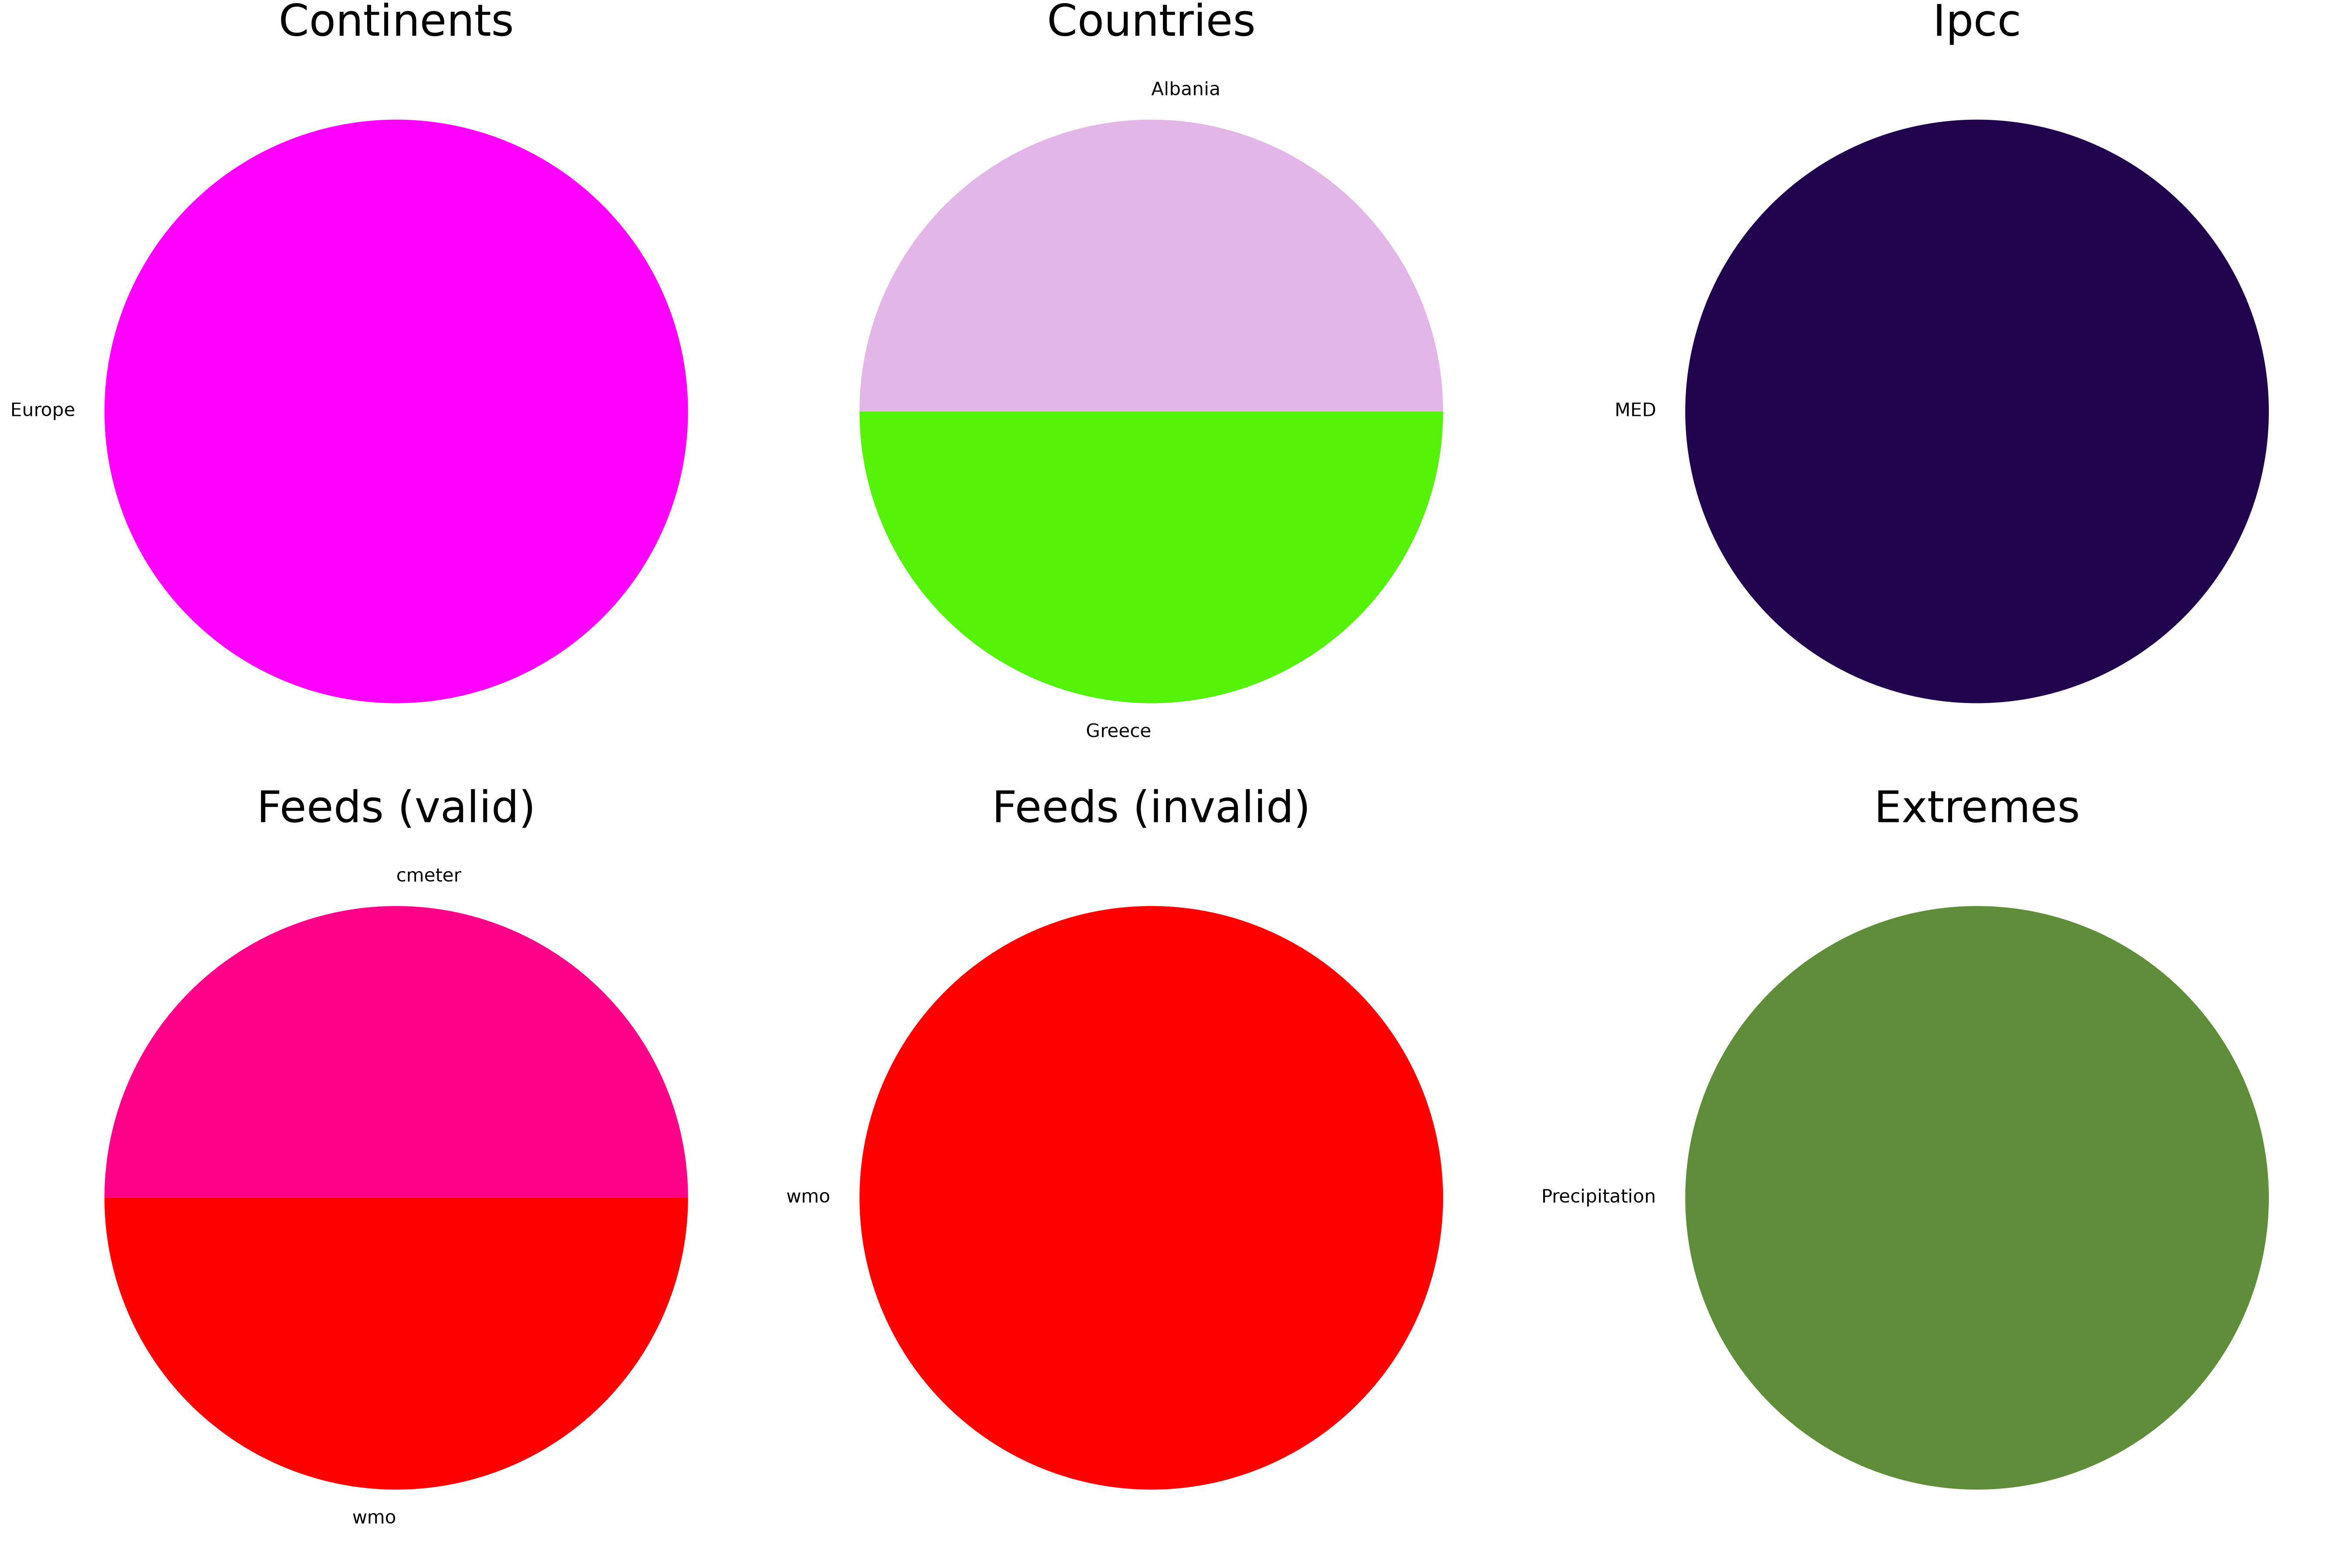 Continents
Countries
Ipcc
Albania
Europe
MED
Greece
Feeds (valid)
Feeds (invalid)
Extremes
cmeter
wmo
Precipitation
wmo